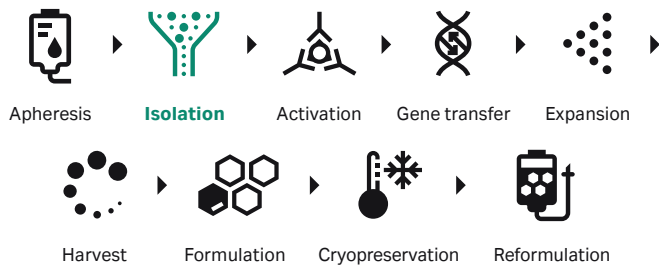 Apheresis
Isolation
Activation
Gene transfer
Expansion
Harvest
Formulation
Cryopreservation
Reformulation